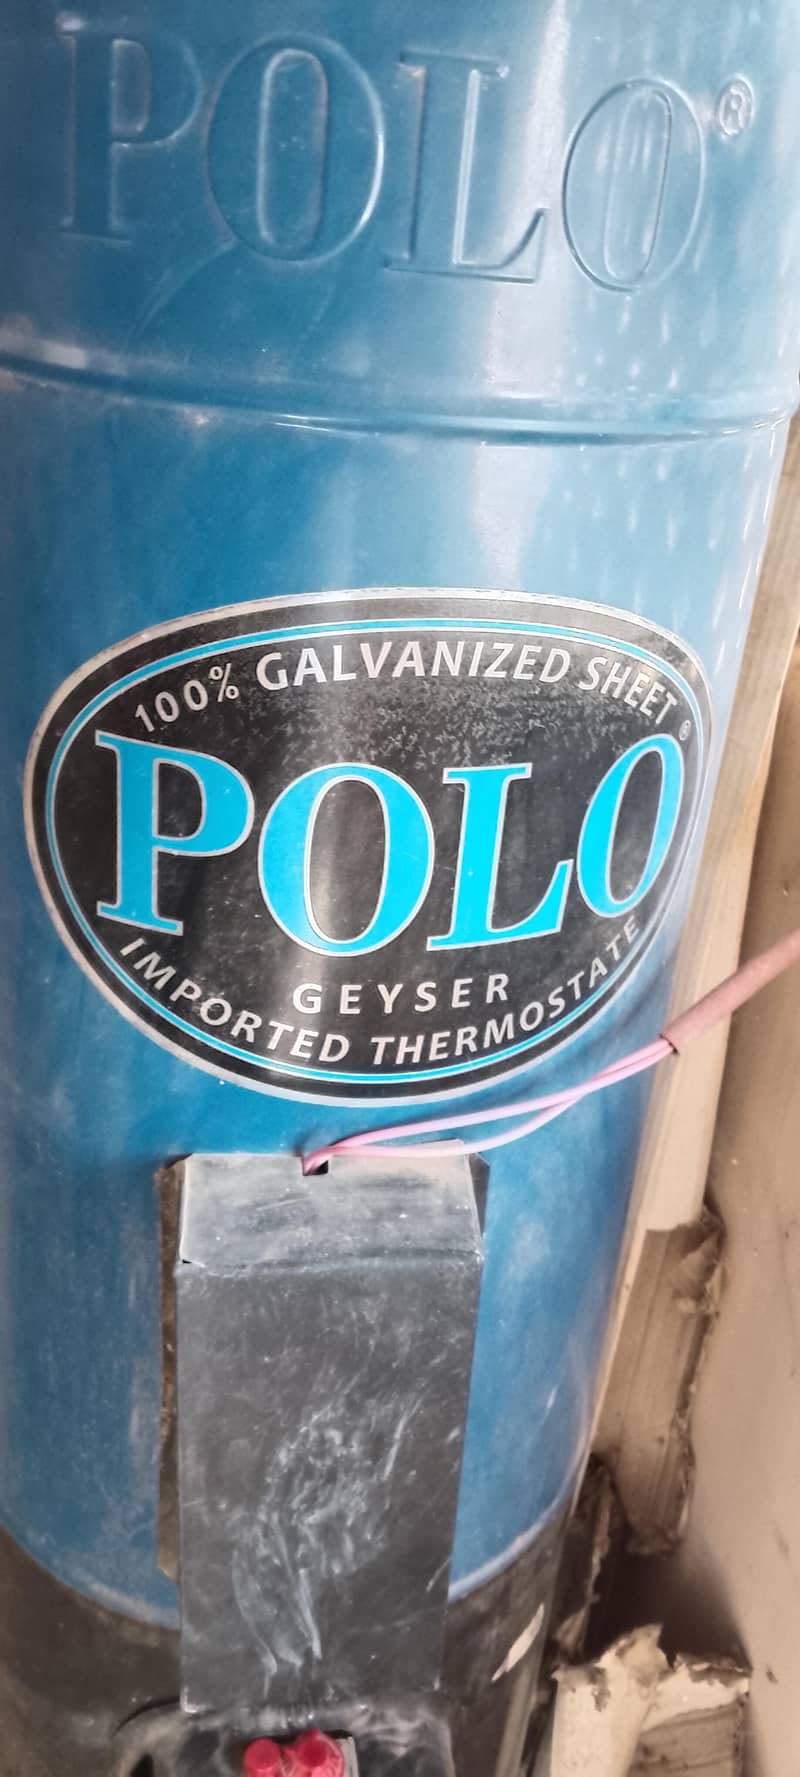 POLO®
100% GALVANIZED SHEET
POLO®
GEYSER
IMPORTED THERMOSTATE